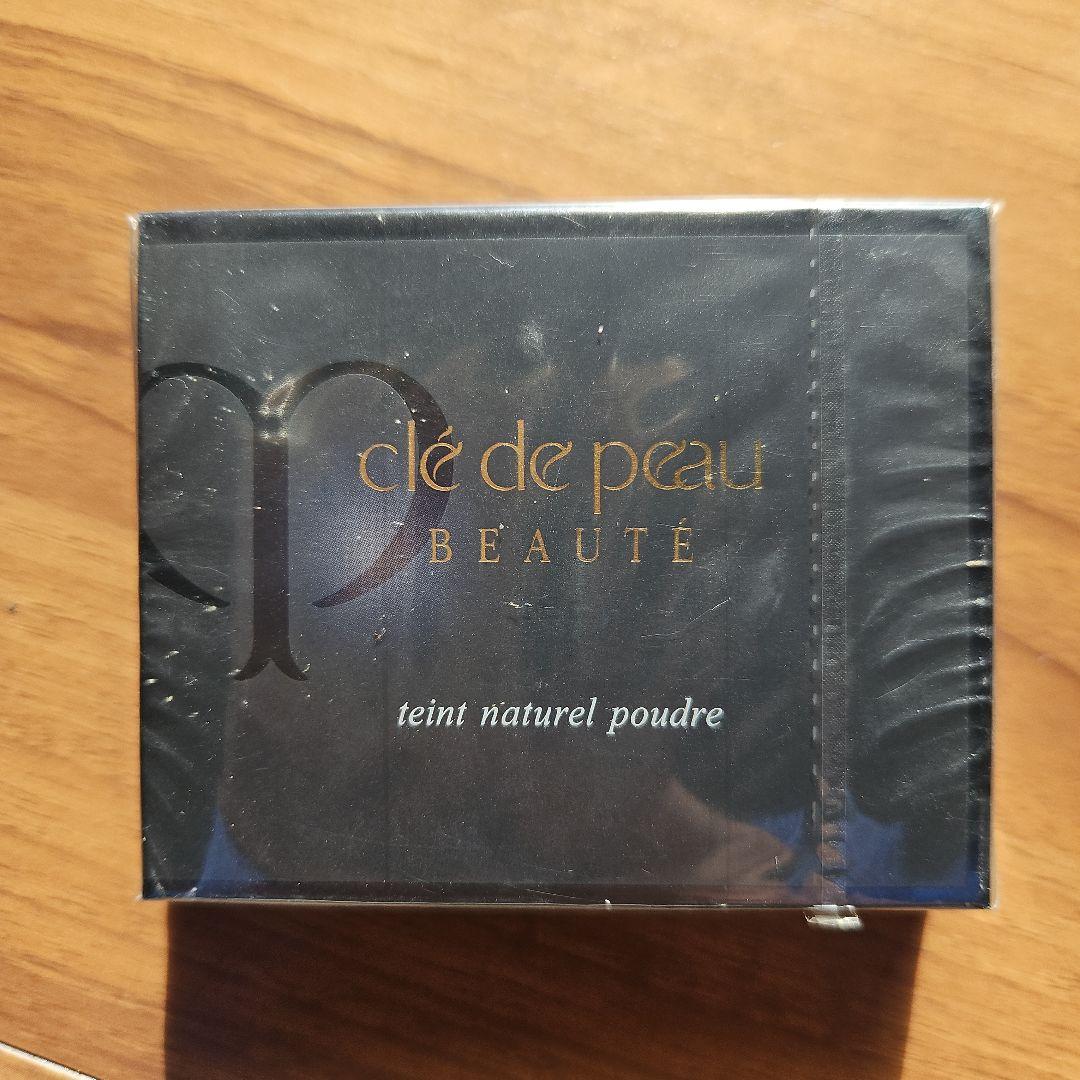 clé de peau
BEAUTÉ
teint naturel poudre